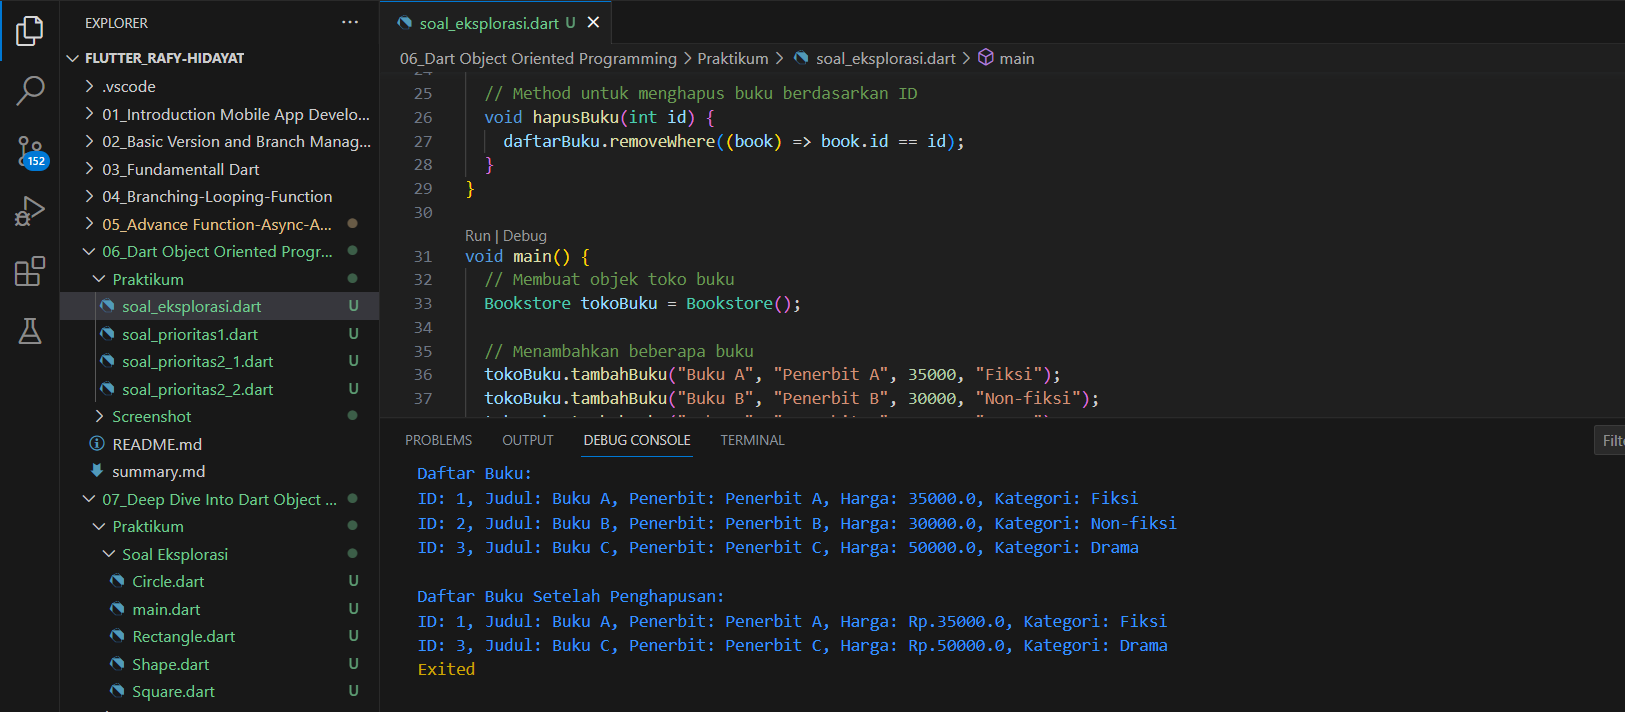 EXPLORER
FLUTTER_RAFY-HIDAYAT
.vscode
01_Introduction Mobile App Develo...
02_Basic Version and Branch Manag...
03_Fundamentall Dart
04_Branching-Looping-Function
05_Advance Function-Async-A...
06_Dart Object Oriented Progr...
Praktikum
soal_eksplorasi.dart U
soal_prioritas1.dart U
soal_prioritas2_1.dart U
soal_prioritas2_2.dart U
Screenshot
README.md
summary.md
07_Deep Dive Into Dart Object ...
Praktikum
Soal Eksplorasi
Circle.dart U
main.dart U
Rectangle.dart U
Shape.dart U
Square.dart U
152
soal_eksplorasi.dart U
06_Dart Object Oriented Programming > Praktikum > soal_eksplorasi.dart > main
25 // Method untuk menghapus buku berdasarkan ID
26 void hapusBuku(int id) {
27 daftarBuku.removeWhere((book) => book.id == id);
28 }
29 }
30
Run | Debug
31 void main() {
32 // Membuat objek toko buku
33 Bookstore tokoBuku = Bookstore();
34
35 // Menambahkan beberapa buku
36 tokoBuku.tambahBuku("Buku A", "Penerbit A", 35000, "Fiksi");
37 tokoBuku.tambahBuku("Buku B", "Penerbit B", 30000, "Non-fiksi");
PROBLEMS OUTPUT DEBUG CONSOLE TERMINAL
Daftar Buku:
ID: 1, Judul: Buku A, Penerbit: Penerbit A, Harga: 35000.0, Kategori: Fiksi
ID: 2, Judul: Buku B, Penerbit: Penerbit B, Harga: 30000.0, Kategori: Non-fiksi
ID: 3, Judul: Buku C, Penerbit: Penerbit C, Harga: 50000.0, Kategori: Drama
Daftar Buku Setelah Penghapusan:
ID: 1, Judul: Buku A, Penerbit: Penerbit A, Harga: Rp.35000.0, Kategori: Fiksi
ID: 3, Judul: Buku C, Penerbit: Penerbit C, Harga: Rp.50000.0, Kategori: Drama
Exited